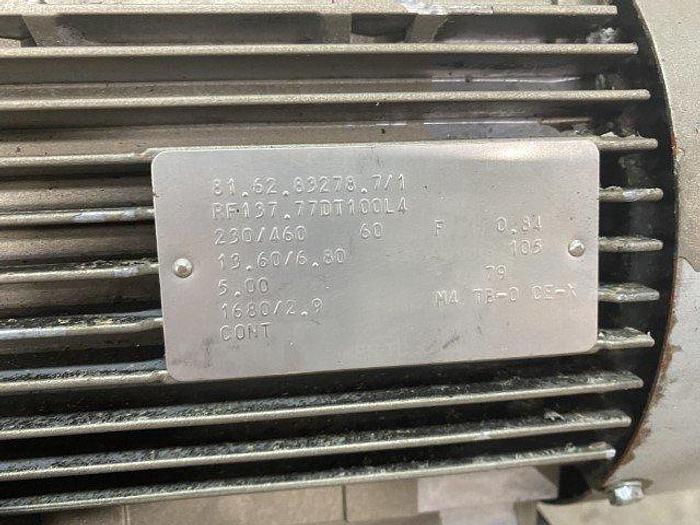 81.62.83278.7/1
RF137.77DT100L4
230/460 60 F 0.84
13.60/6.80 105
5.00 79
1680/2.9 M4 TB-0 CE-X
CONT